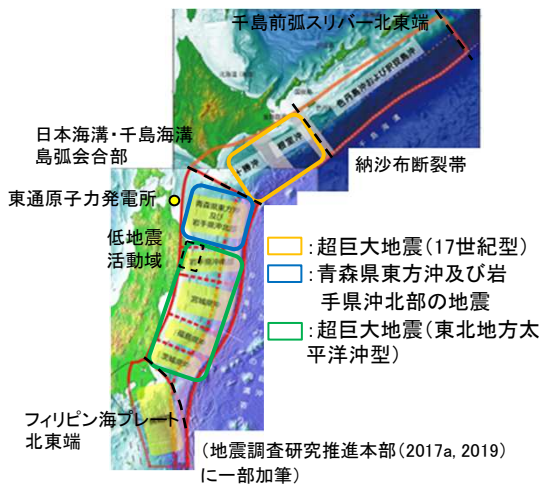 千島前弧スリバー北東端
色丹島沖および択捉島沖
根室沖
十勝沖
日本海溝・千島海溝
島弧会合部
納沙布断裂帯
東通原子力発電所
青森県東方沖
及び
岩手県沖北部
低地震
活動域
宮城県沖
福島県沖
茨城県沖
:超巨大地震(17世紀型)
:青森県東方沖及び岩
手県沖北部の地震
:超巨大地震(東北地方太
平洋沖型)
フィリピン海プレート
北東端
(地震調査研究推進本部(2017a, 2019)
に一部加筆)